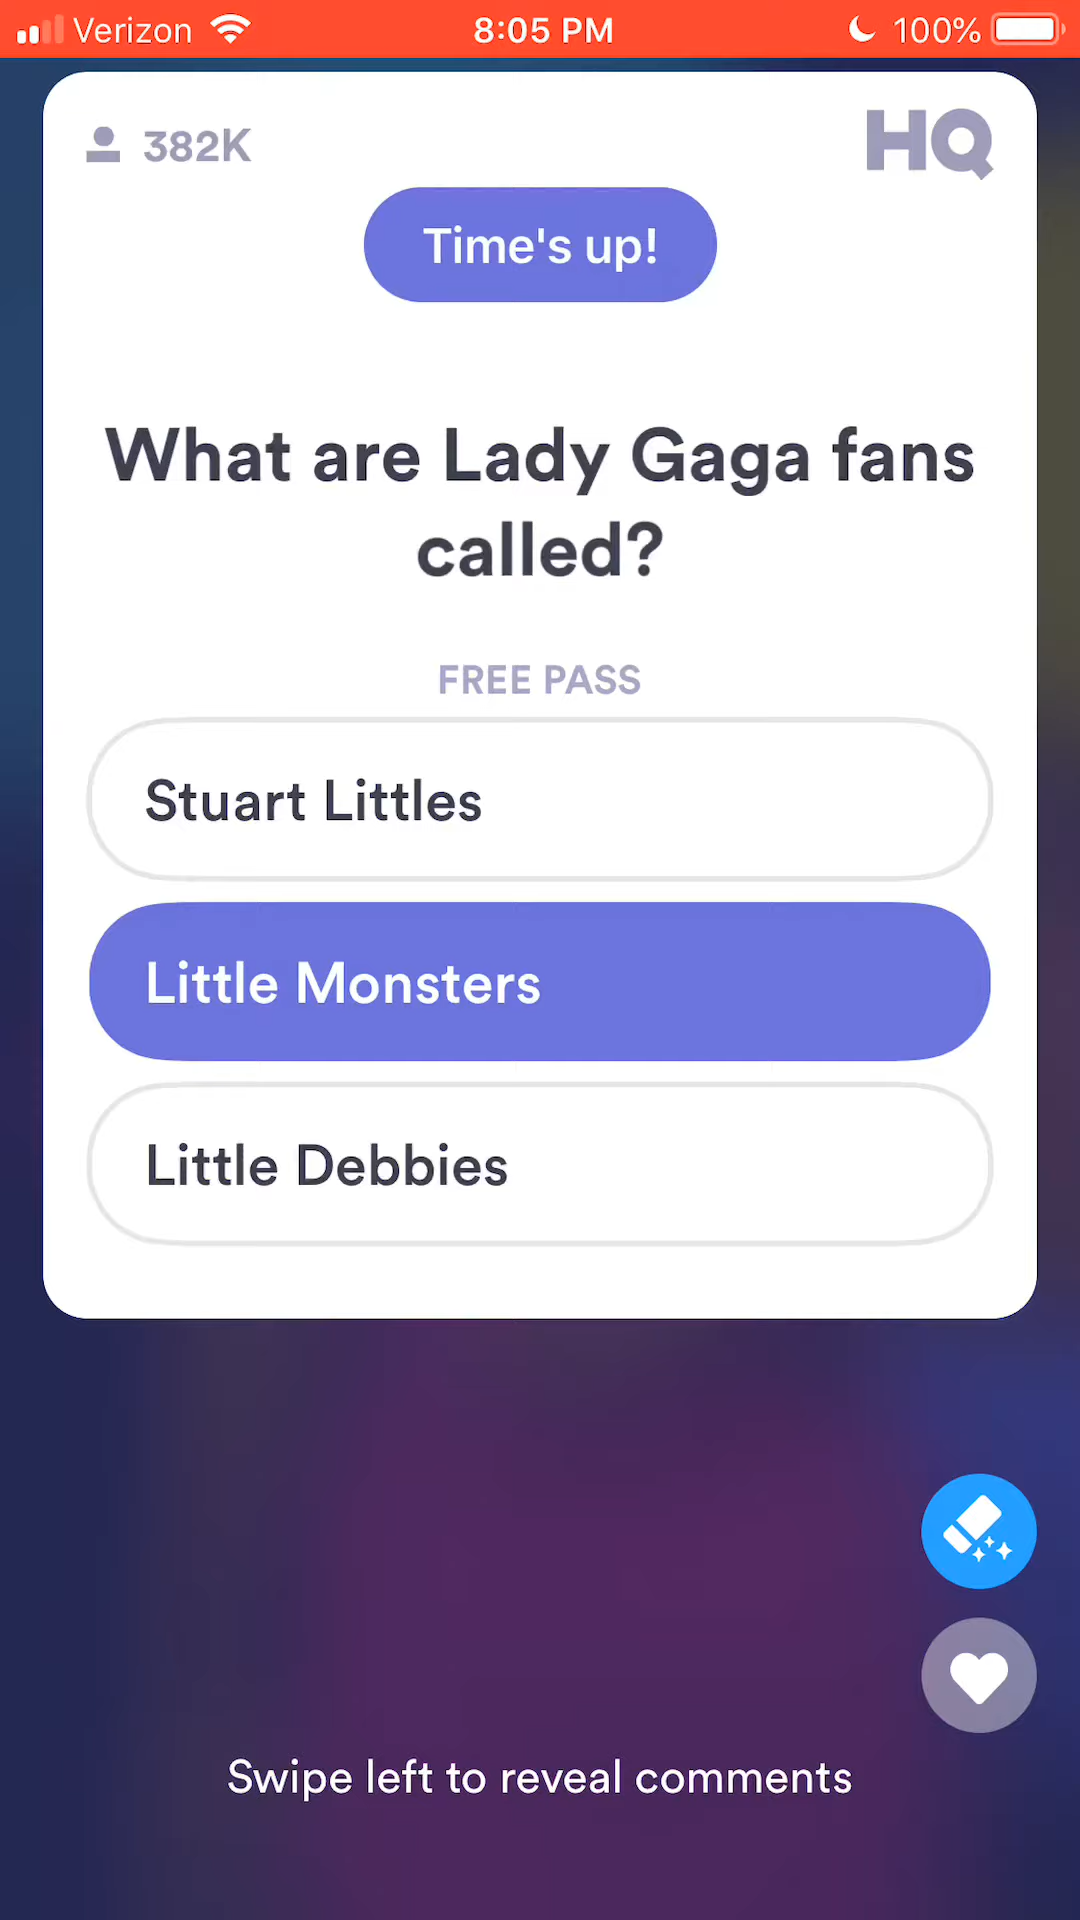 Verizon 8:05 PM 100%
382K HQ
Time's up!
What are Lady Gaga fans
called?
FREE PASS
Stuart Littles
Little Monsters
Little Debbies
Swipe left to reveal comments